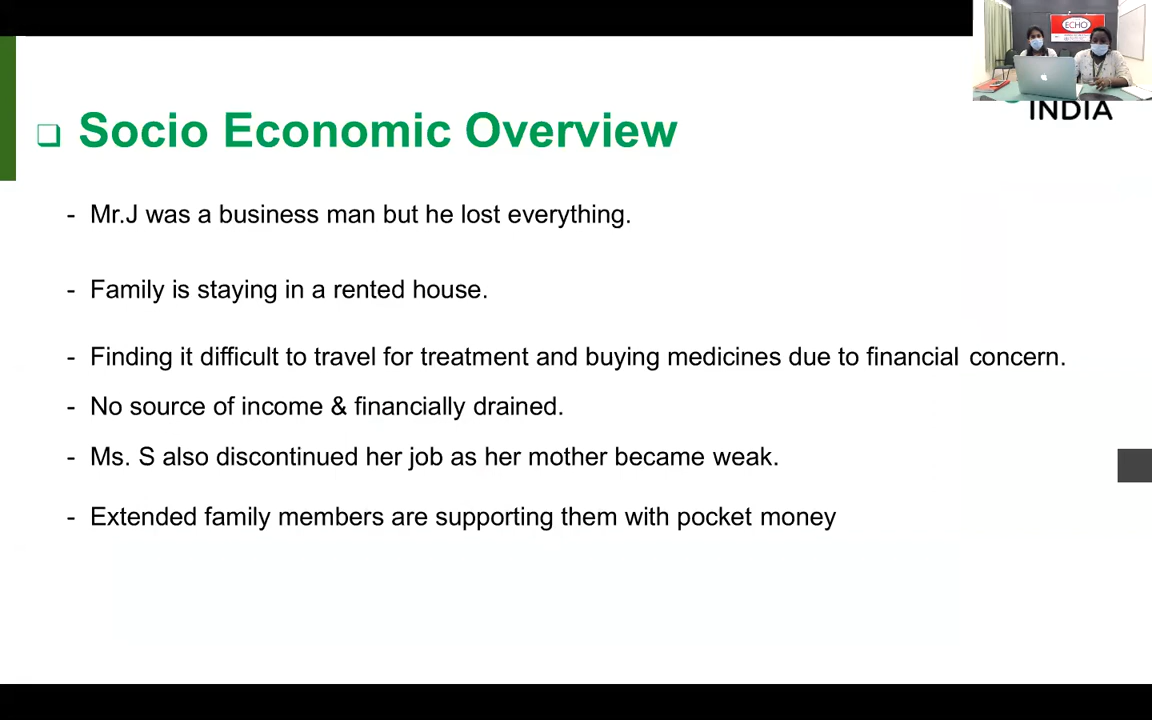 ECHO
INDIA
❑ Socio Economic Overview
- Mr.J was a business man but he lost everything.
- Family is staying in a rented house.
- Finding it difficult to travel for treatment and buying medicines due to financial concern.
- No source of income & financially drained.
- Ms. S also discontinued her job as her mother became weak.
- Extended family members are supporting them with pocket money